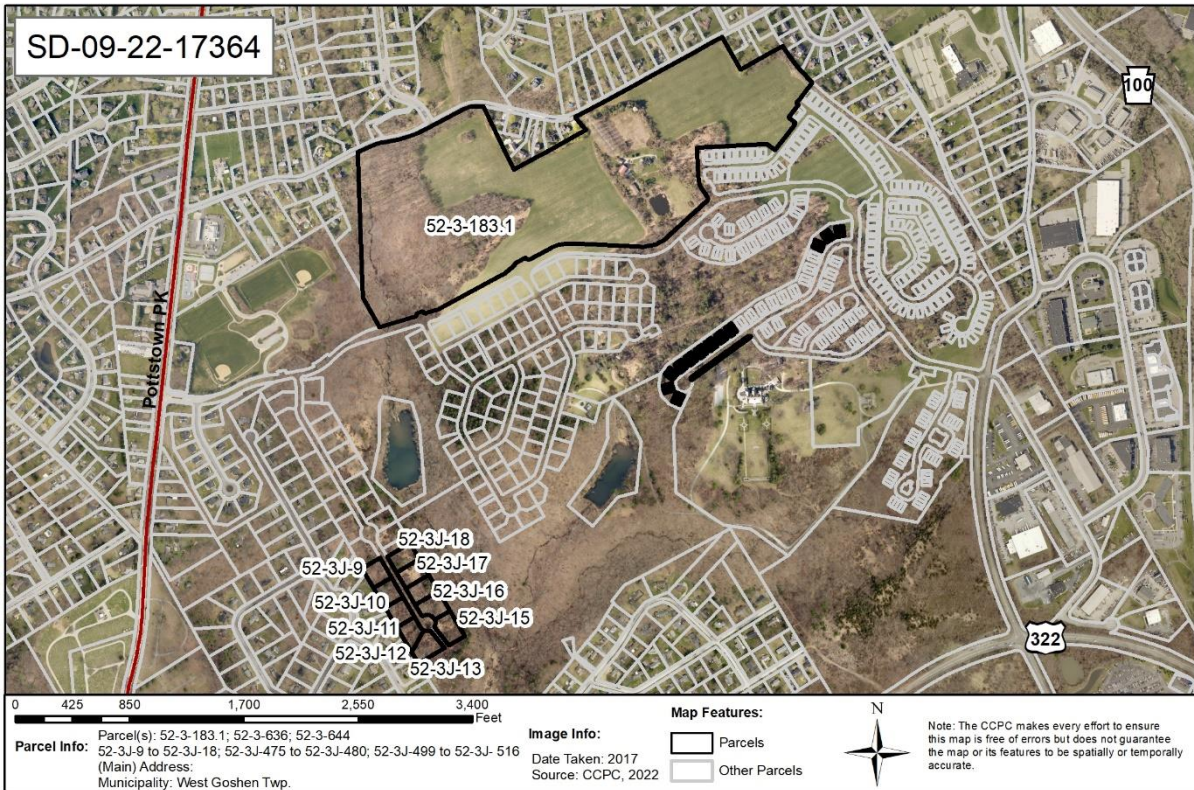 SD-09-22-17364
100
52-3-183.1
Pottstown PK
52-3J-18
52-3J-9
52-3J-17
52-3J-16
52-3J-10
52-3J-15
52-3J-11
52-3J-12
52-3J-13
322
0 425 850 1,700 2,550 3,400
Feet
Parcel Info:
Parcel(s): 52-3-183.1; 52-3-636; 52-3-644
52-3J-9 to 52-3J-18; 52-3J-475 to 52-3J-480; 52-3J-499 to 52-3J- 516
(Main) Address:
Municipality: West Goshen Twp.
Image Info:
Date Taken: 2017
Source: CCPC, 2022
Map Features:
Parcels
Other Parcels
N
Note: The CCPC makes every effort to ensure
this map is free of errors but does not guarantee
the map or its features to be spatially or temporally
accurate.